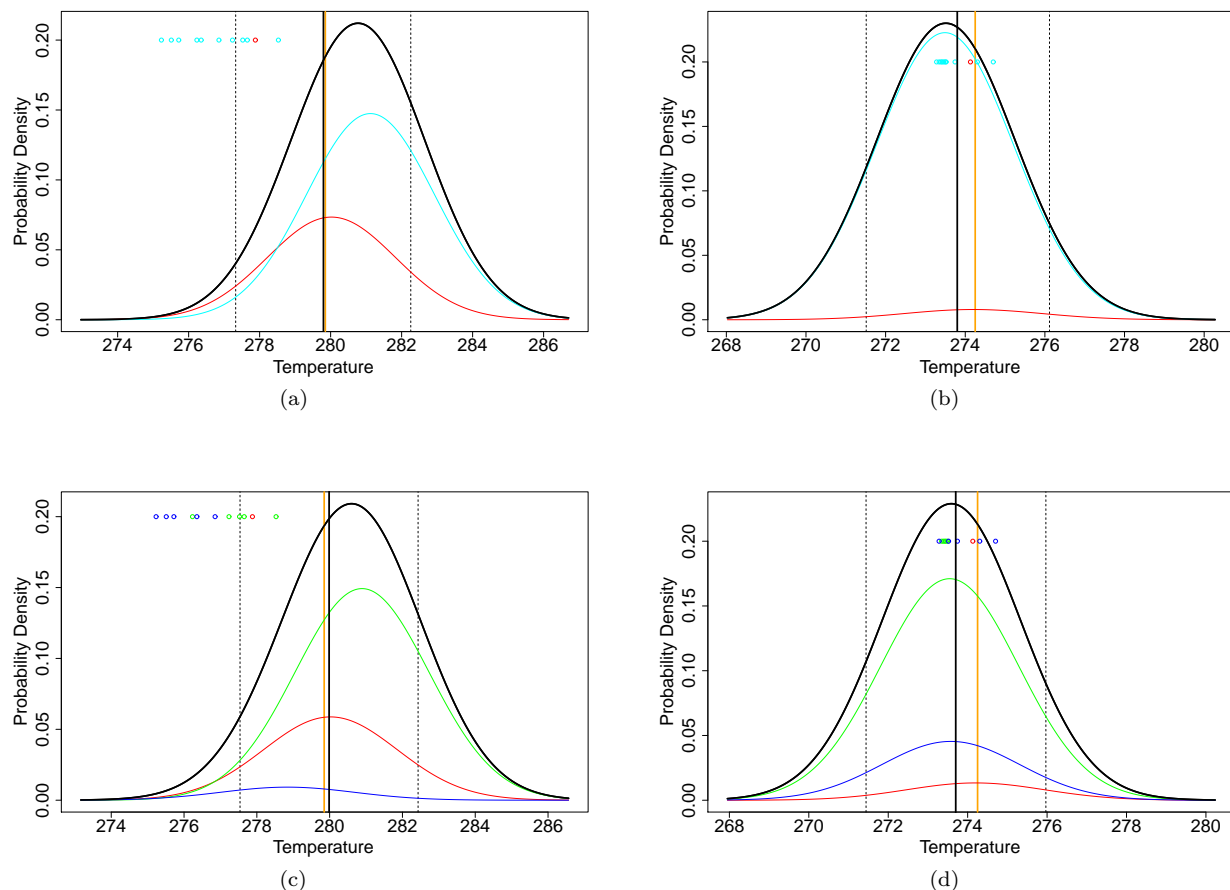 Probability Density
0.00 0.05 0.10 0.15 0.20
274 276 278 280 282 284 286
Temperature
(a)
Probability Density
0.00 0.05 0.10 0.15 0.20
268 270 272 274 276 278 280
Temperature
(b)
Probability Density
0.00 0.05 0.10 0.15 0.20
274 276 278 280 282 284 286
Temperature
(c)
Probability Density
0.00 0.05 0.10 0.15 0.20
268 270 272 274 276 278 280
Temperature
(d)